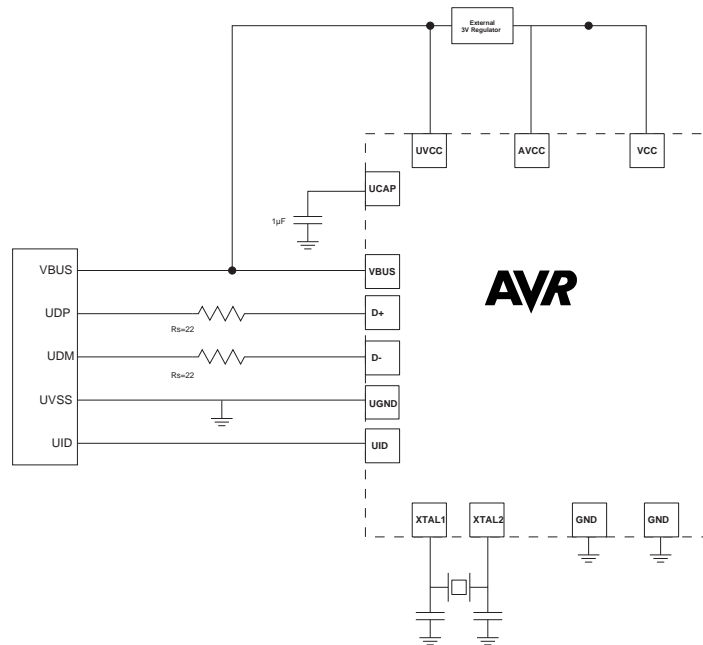 External
3V Regulator
UVCC
AVCC
VCC
UCAP
1µF
VBUS
VBUS
UDP
Rs=22
D+
UDM
Rs=22
D-
UVSS
UGND
UID
UID
AVR
XTAL1
XTAL2
GND
GND